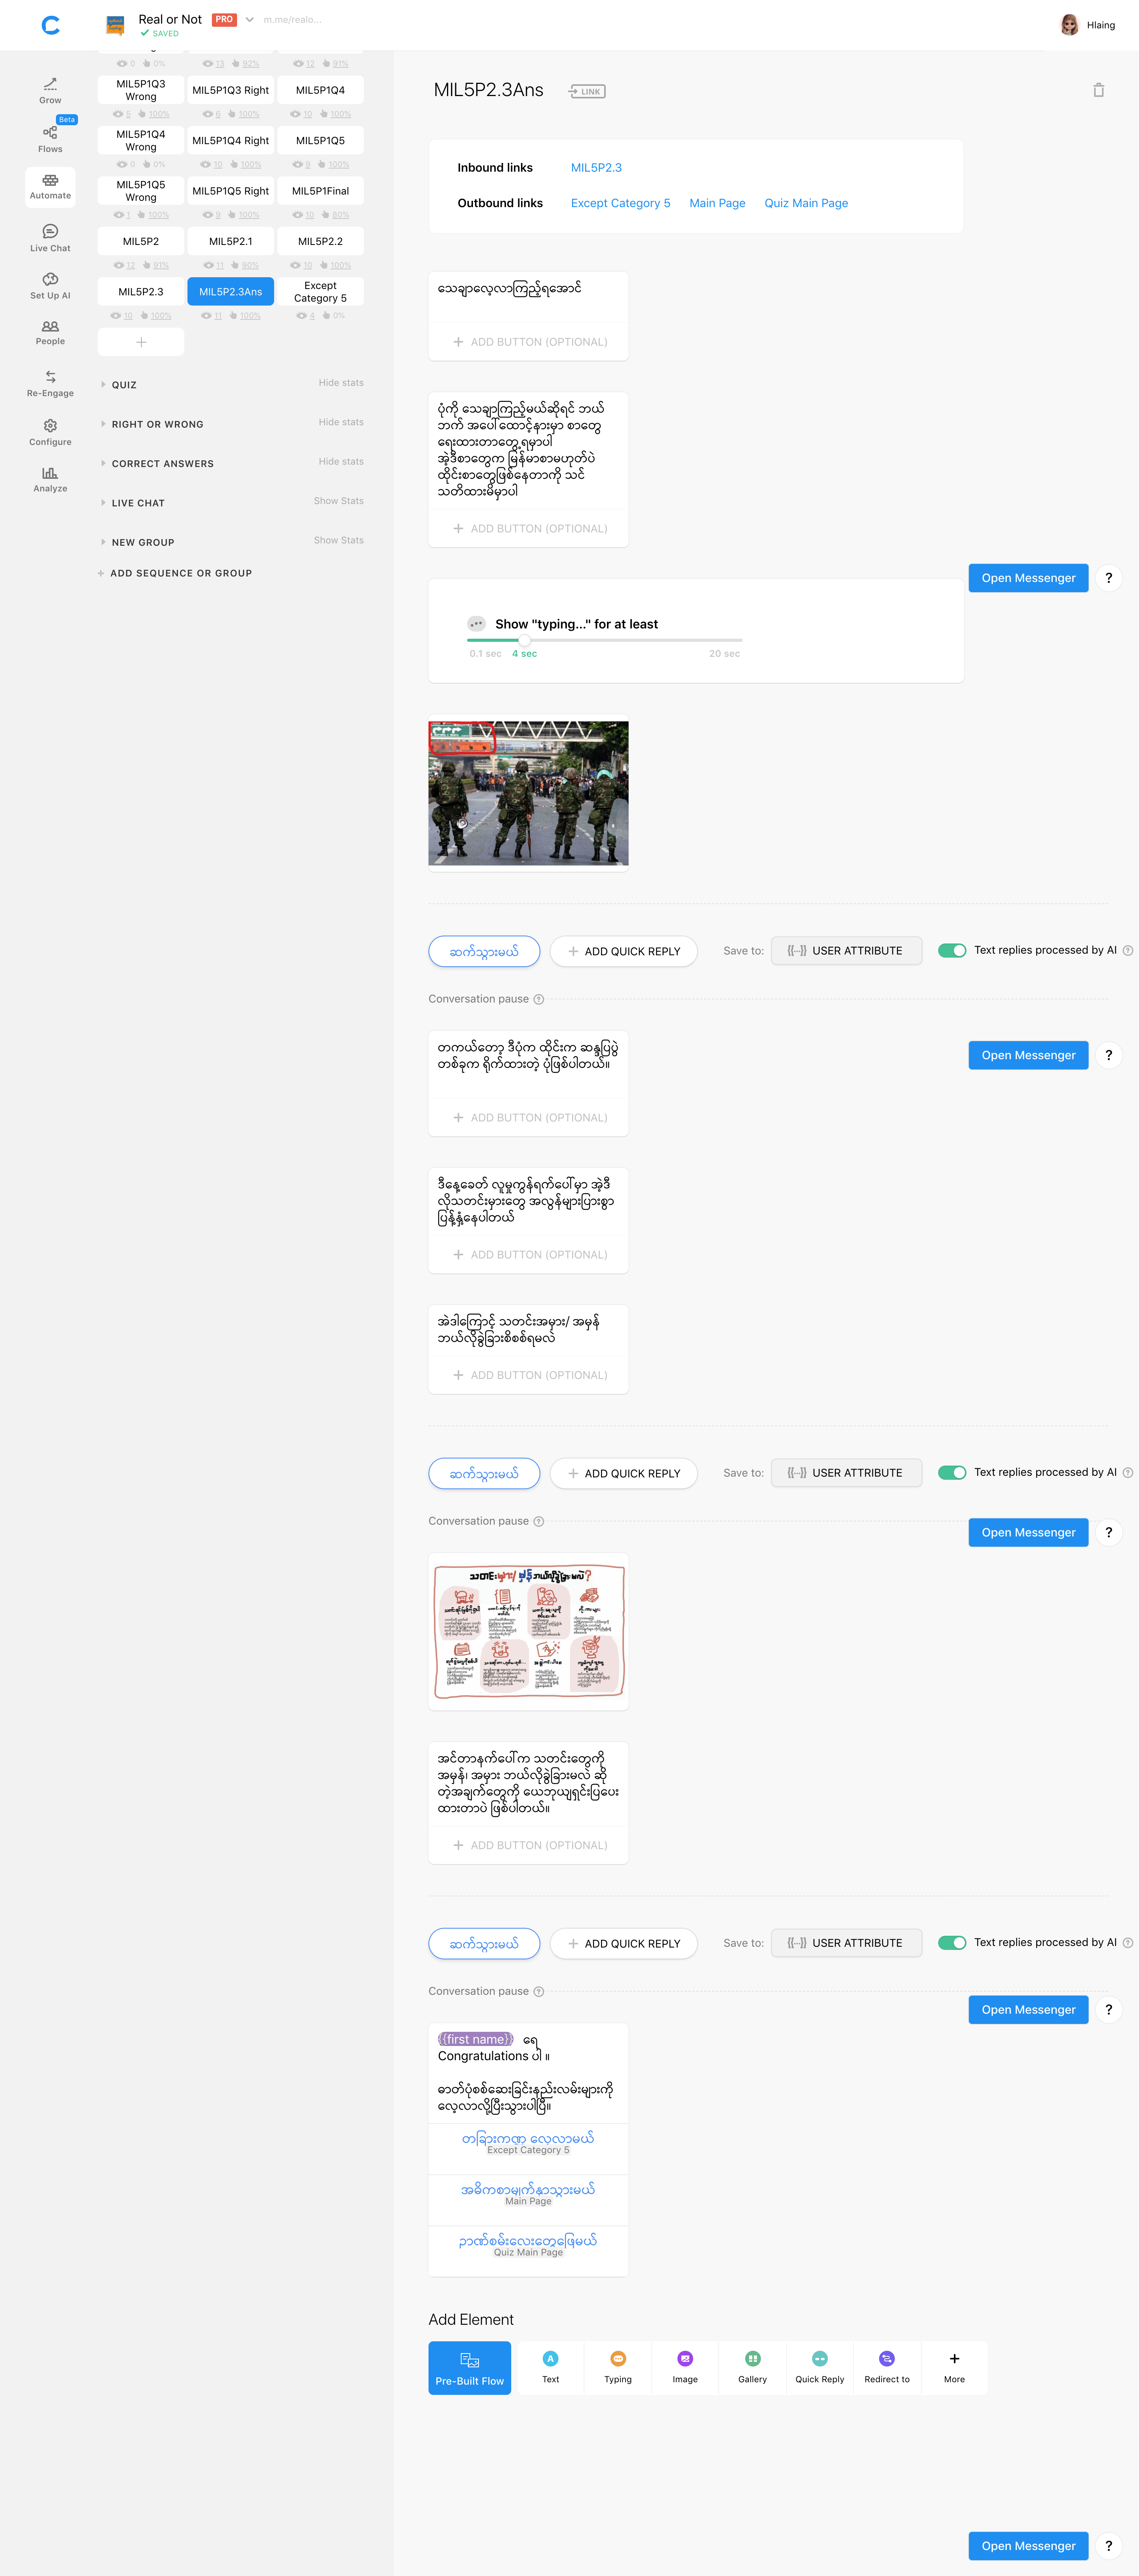 Real or Not PRO m.me/realo...
SAVED
Hlaing
Grow
Beta
Flows
Automate
Live Chat
Set Up AI
People
Re-Engage
Configure
Analyze
0 0% 13 92% 12 91%
MIL5P1Q3 Wrong
MIL5P1Q3 Right
MIL5P1Q4
5 100% 6 100% 10 100%
MIL5P1Q4 Wrong
MIL5P1Q4 Right
MIL5P1Q5
0 0% 10 100% 9 100%
MIL5P1Q5 Wrong
MIL5P1Q5 Right
MIL5P1Final
1 100% 9 100% 10 80%
MIL5P2
MIL5P2.1
MIL5P2.2
12 91% 11 90% 10 100%
MIL5P2.3
MIL5P2.3Ans
Except Category 5
10 100% 11 100% 4 0%
QUIZ Hide stats
RIGHT OR WRONG Hide stats
CORRECT ANSWERS Hide stats
LIVE CHAT Show Stats
NEW GROUP Show Stats
+ ADD SEQUENCE OR GROUP
MIL5P2.3Ans LINK
Inbound links MIL5P2.3
Outbound links Except Category 5 Main Page Quiz Main Page
သေချာလေ့လာကြည့်ရအောင်
+ ADD BUTTON (OPTIONAL)
ပုံကို သေချာကြည့်မယ်ဆိုရင် ဘယ်
ဘက် အပေါ်ထောင့်နားမှာ စာတွေ
ရေးထားတာတွေ့ရမှာပါ
အဲ့ဒီစာတွေက မြန်မာစာမဟုတ်ပဲ
ထိုင်းစာတွေဖြစ်နေတာကို သင်
သတိထားမိမှာပါ
+ ADD BUTTON (OPTIONAL)
Open Messenger ?
Show "typing..." for at least
0.1 sec 4 sec 20 sec
ဆက်သွားမယ်
+ ADD QUICK REPLY
Save to: {{...}} USER ATTRIBUTE
Text replies processed by AI ?
Conversation pause ?
တကယ်တော့ ဒီပုံက ထိုင်းက ဆန္ဒပြပွဲ
တစ်ခုက ရိုက်ထားတဲ့ ပုံဖြစ်ပါတယ်။
+ ADD BUTTON (OPTIONAL)
Open Messenger ?
ဒီနေ့ခေတ် လူမှုကွန်ရက်ပေါ်မှာ အဲ့ဒီ
လိုသတင်းမှားတွေ အလွန်များပြားစွာ
ပြန့်နှံ့နေပါတယ်
+ ADD BUTTON (OPTIONAL)
အဲဒါကြောင့် သတင်းအမှား/ အမှန်
ဘယ်လိုခွဲခြားစိစစ်ရမလဲ
+ ADD BUTTON (OPTIONAL)
ဆက်သွားမယ်
+ ADD QUICK REPLY
Save to: {{...}} USER ATTRIBUTE
Text replies processed by AI ?
Conversation pause ?
Open Messenger ?
သတင်းမှား/ မှန် ဘယ်လိုခွဲခြားမလဲ?
အင်တာနက်ပေါ်က သတင်းတွေကို
အမှန်၊ အမှား ဘယ်လိုခွဲခြားမလဲ ဆို
တဲ့အချက်တွေကို ယေဘုယျရှင်းပြပေး
ထားတာပဲ ဖြစ်ပါတယ်။
+ ADD BUTTON (OPTIONAL)
ဆက်သွားမယ်
+ ADD QUICK REPLY
Save to: {{...}} USER ATTRIBUTE
Text replies processed by AI ?
Conversation pause ?
Open Messenger ?
{{first name}} ရေ
Congratulations ပါ ။
ဓာတ်ပုံစစ်ဆေးခြင်းနည်းလမ်းများကို
လေ့လာလို့ပြီးသွားပါပြီ။
တခြားကဏ္ဍ လေ့လာမယ်
Except Category 5
အဓိကစာမျက်နှာသွားမယ်
Main Page
ဉာဏ်စမ်းလေးတွေဖြေမယ်
Quiz Main Page
Add Element
Pre-Built Flow
Text
Typing
Image
Gallery
Quick Reply
Redirect to
More
Open Messenger ?